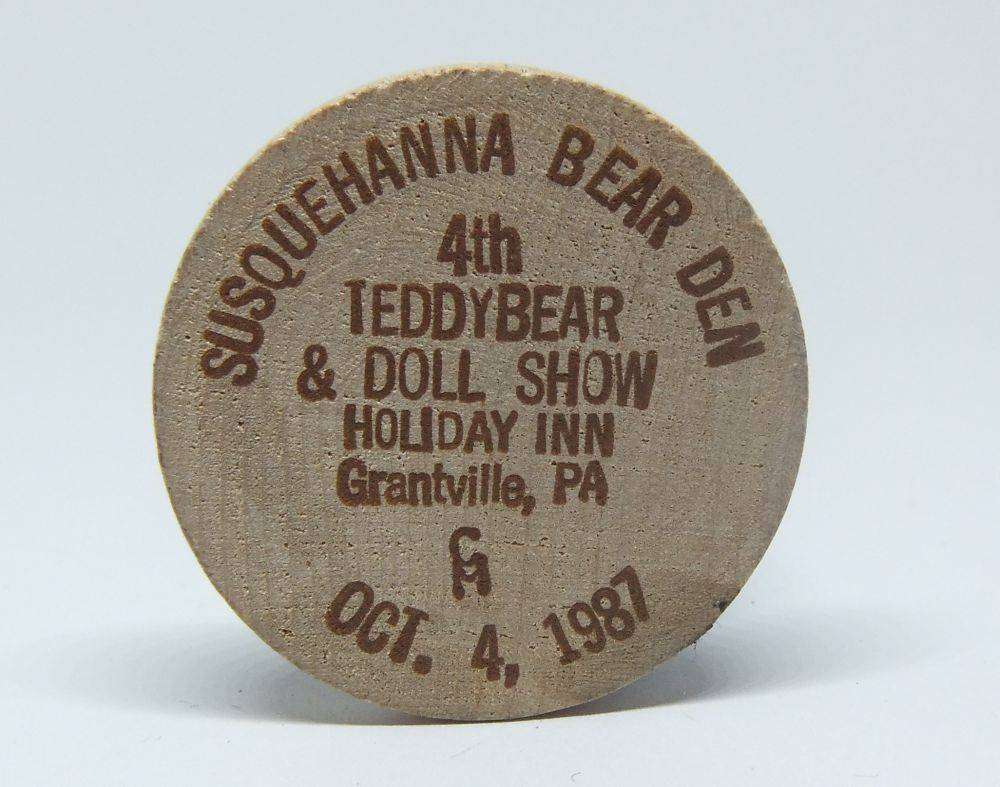 SUSQUEHANNA BEAR DEN
4th
TEDDYBEAR
& DOLL SHOW
HOLIDAY INN
Grantville, PA
OCT. 4, 1987